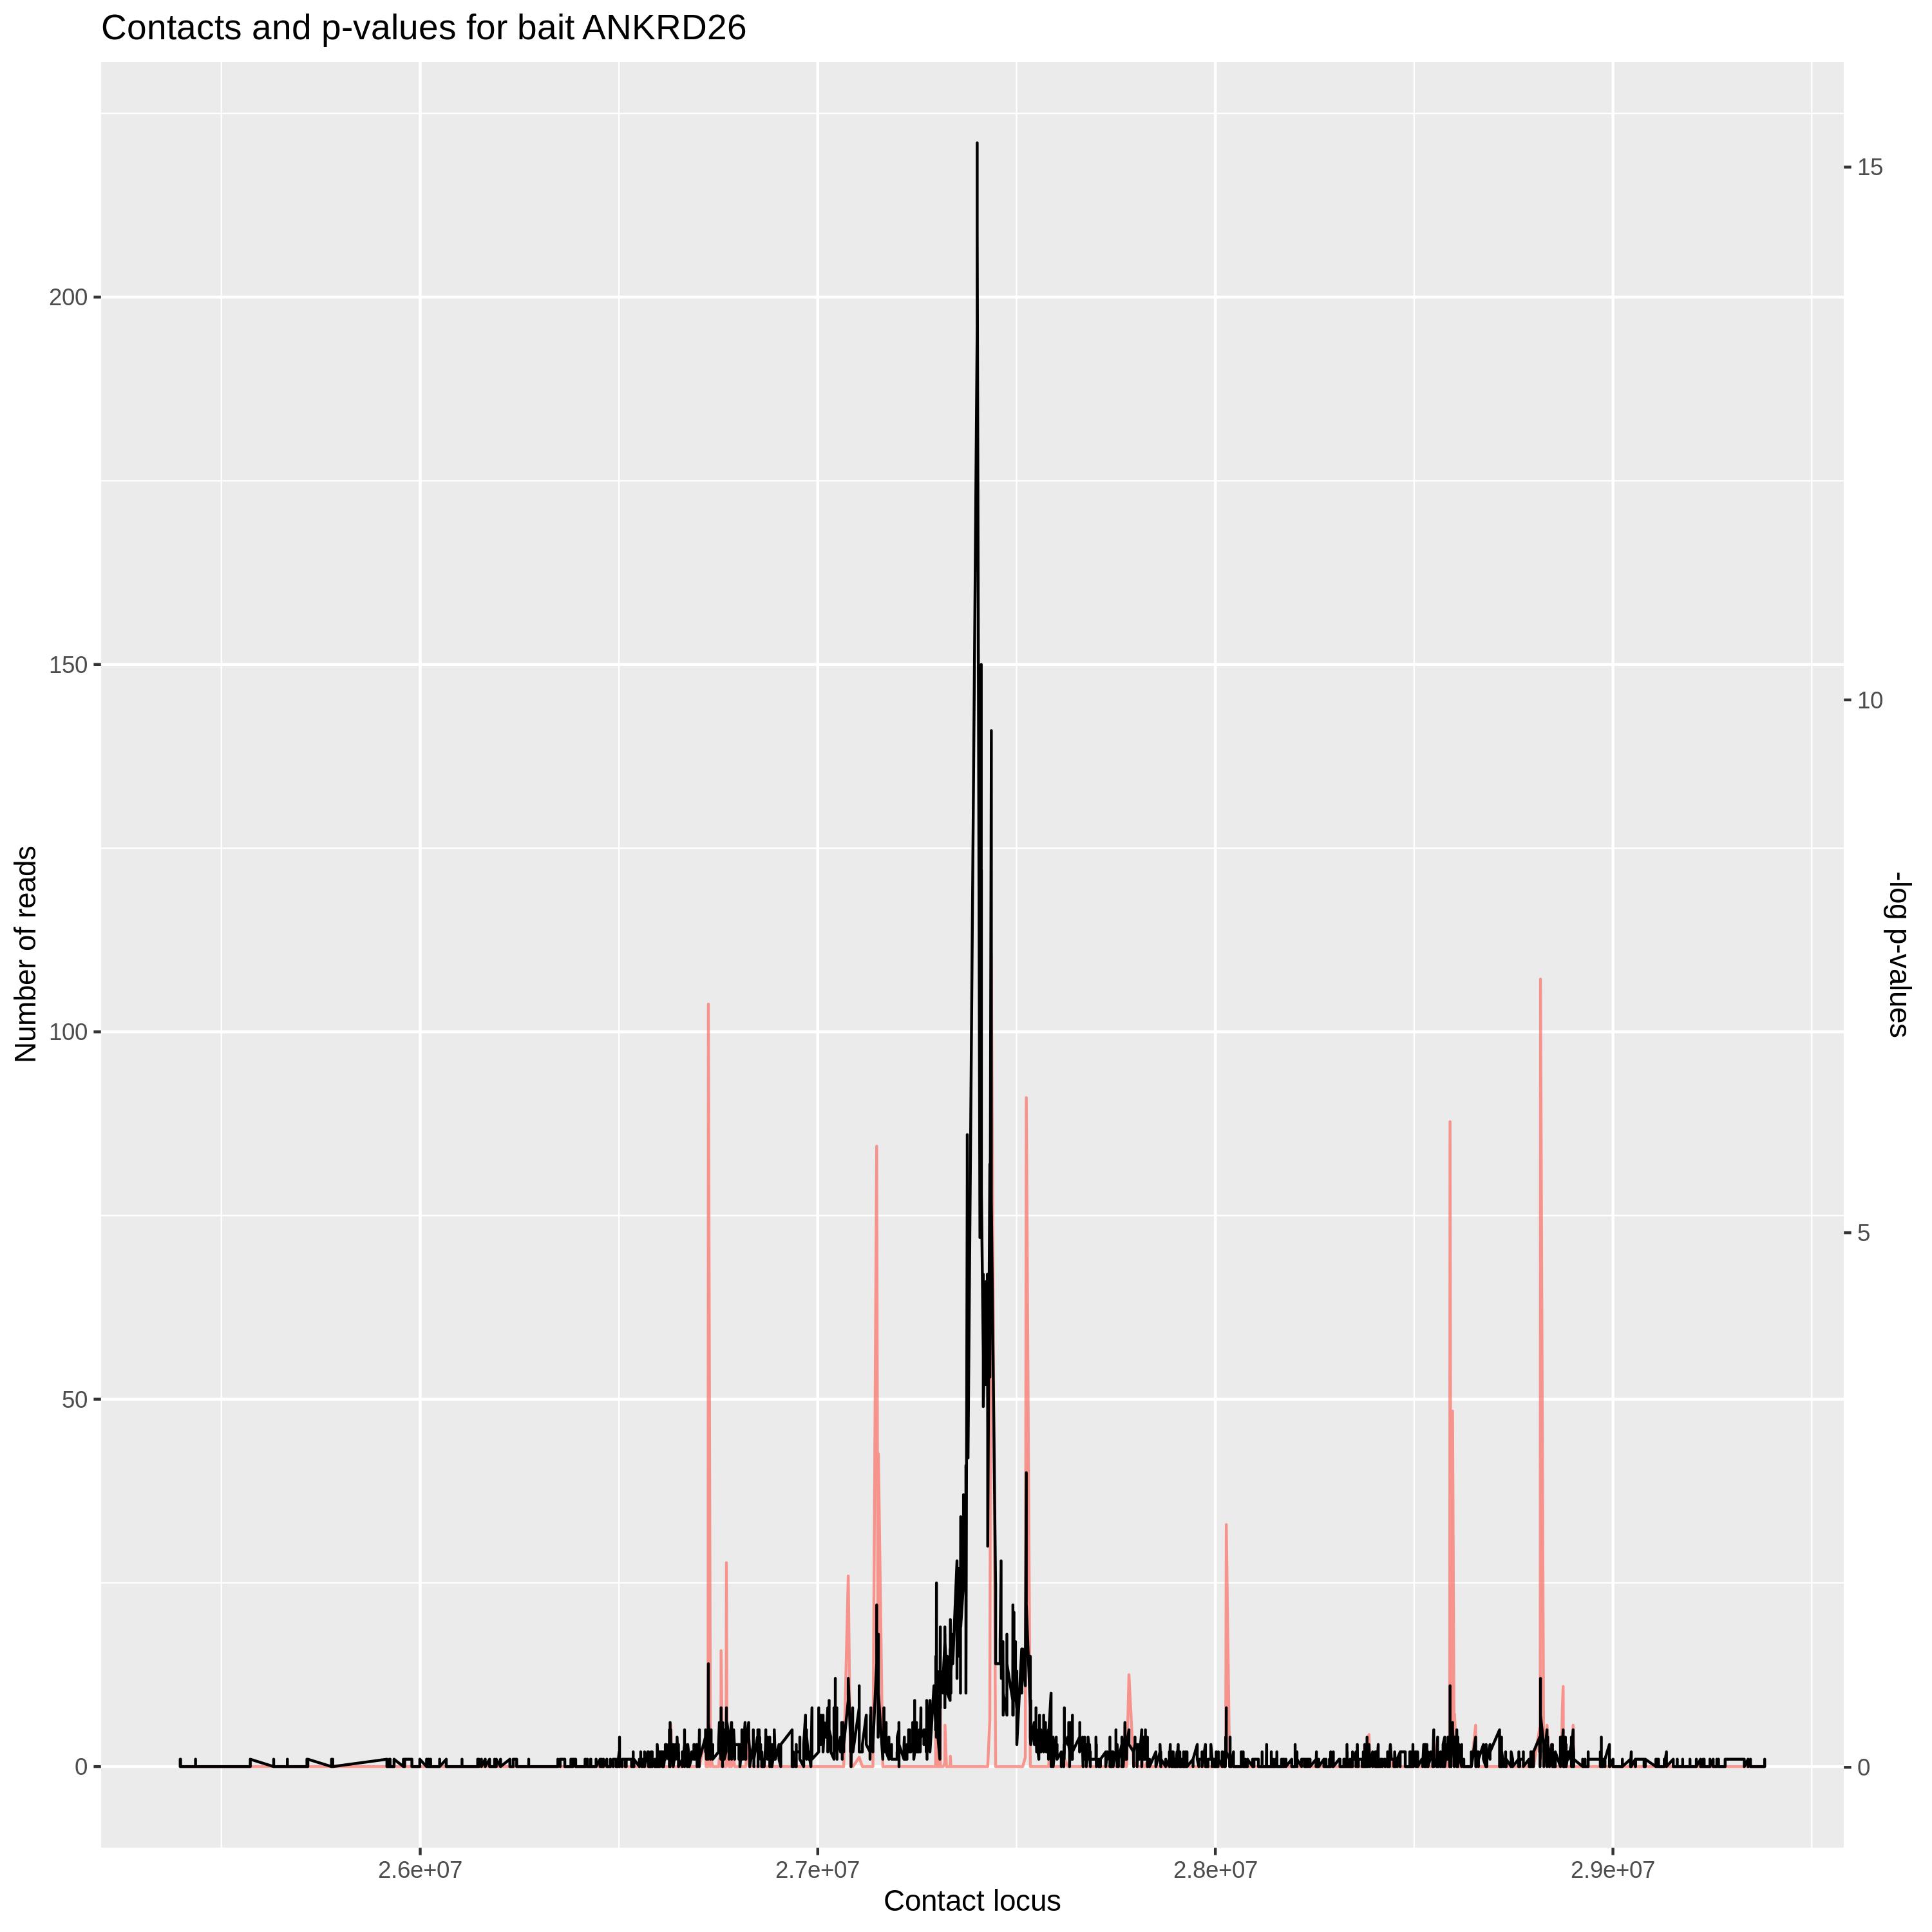 Contacts and p-values for bait ANKRD26
Number of reads
200
150
100
50
0
15
10
5
0
-log p-values
2.6e+07
2.7e+07
2.8e+07
2.9e+07
Contact locus